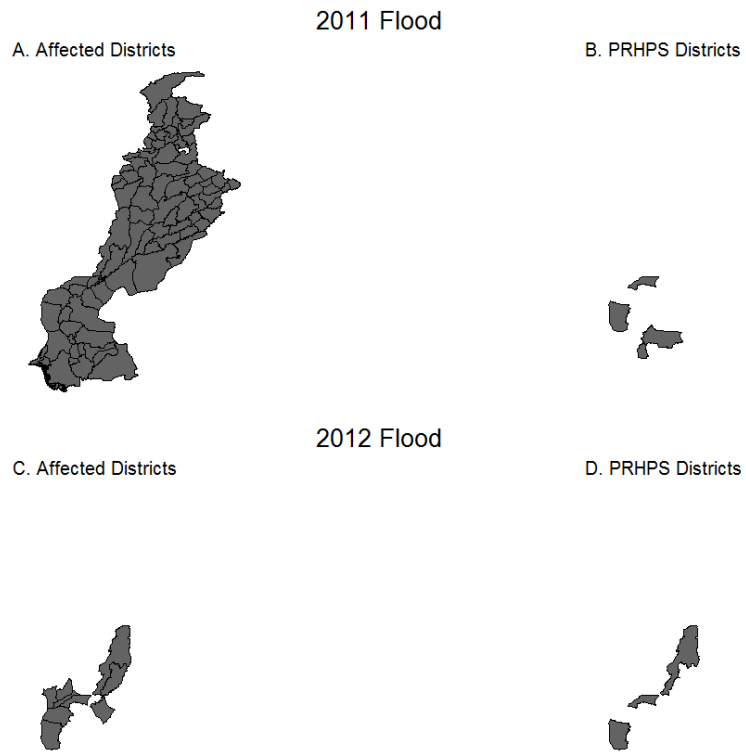 2011 Flood
A. Affected Districts
B. PRHPS Districts
2012 Flood
C. Affected Districts
D. PRHPS Districts